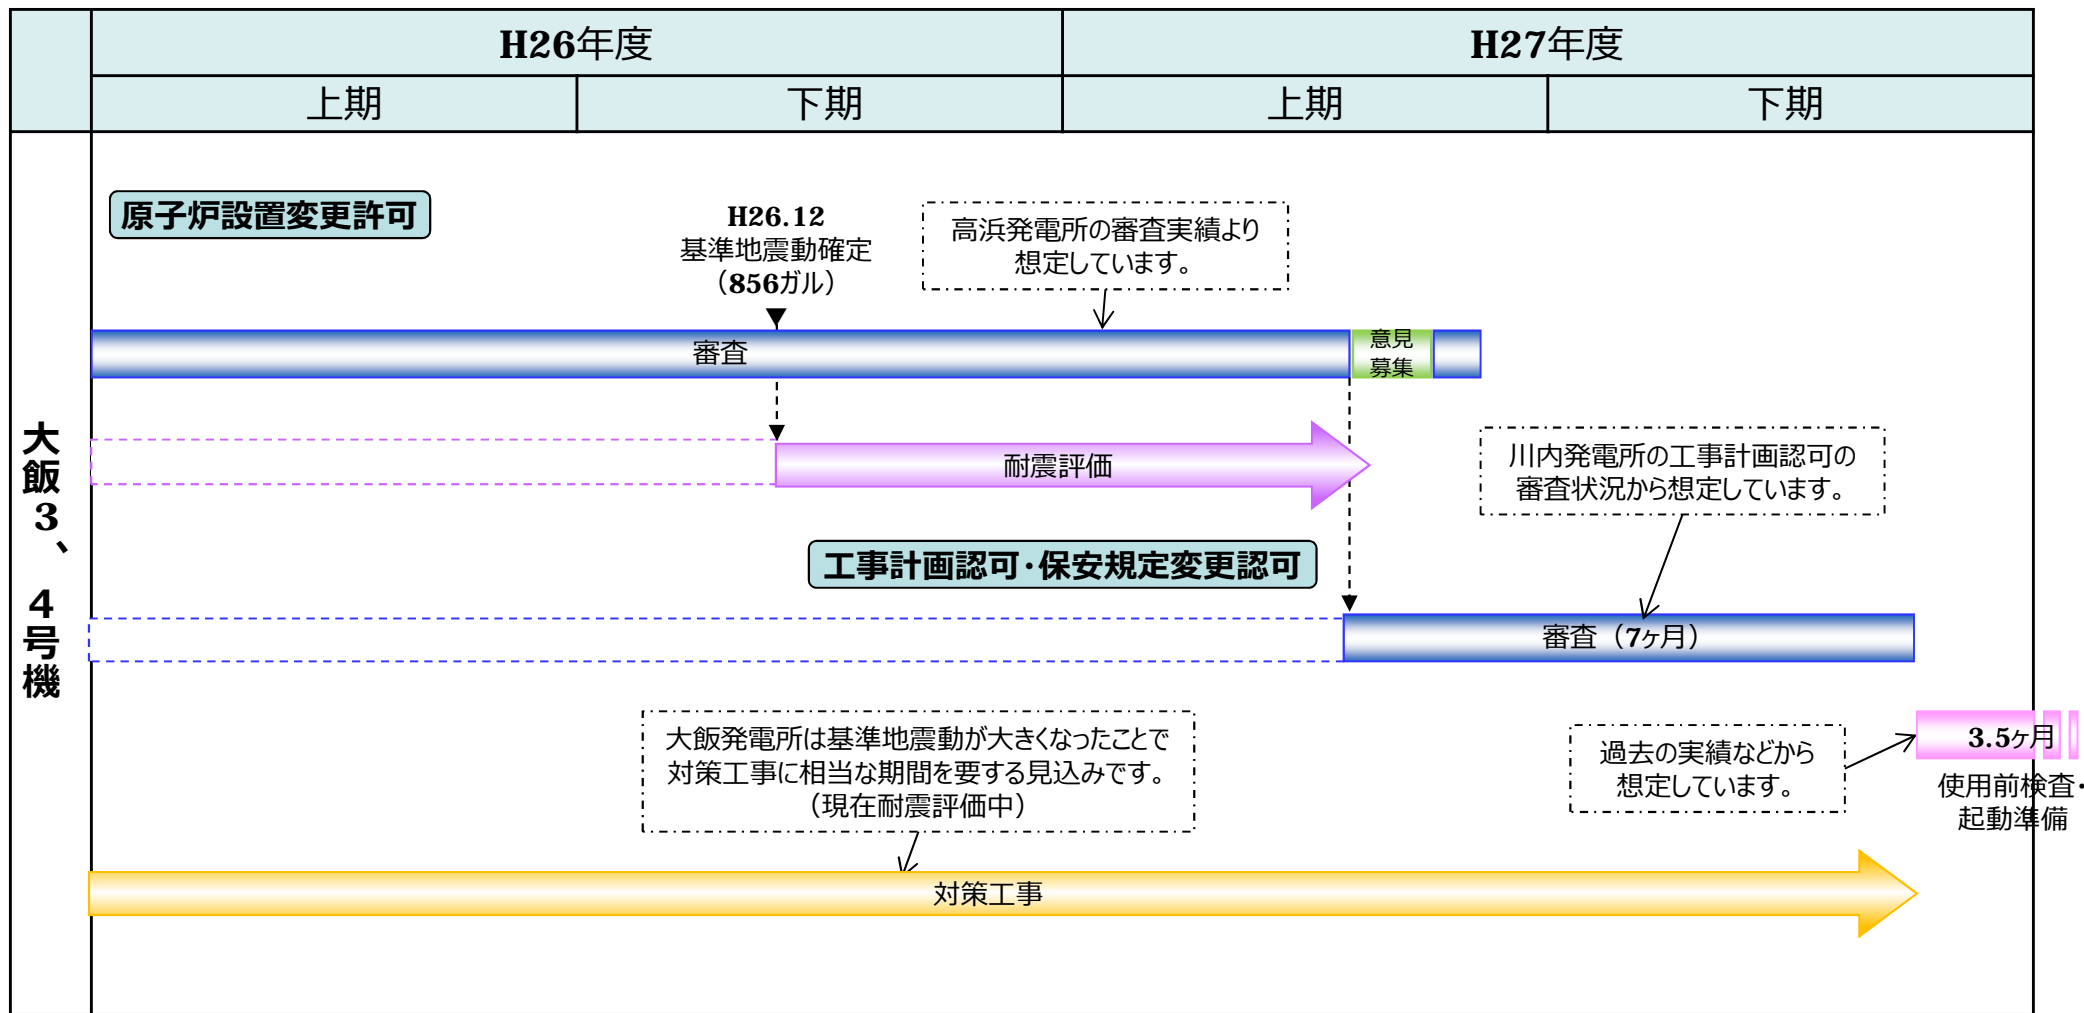 H26年度
H27年度
上期
下期
上期
下期
大飯３、４号機
原子炉設置変更許可
H26.12
基準地震動確定
（856ガル）
高浜発電所の審査実績より
想定しています。
審査
意見
募集
耐震評価
川内発電所の工事計画認可の
審査状況から想定しています。
工事計画認可・保安規定変更認可
審査（7ヶ月）
大飯発電所は基準地震動が大きくなったことで
対策工事に相当な期間を要する見込みです。
（現在耐震評価中）
過去の実績などから
想定しています。
3.5ヶ月
使用前検査・
起動準備
対策工事